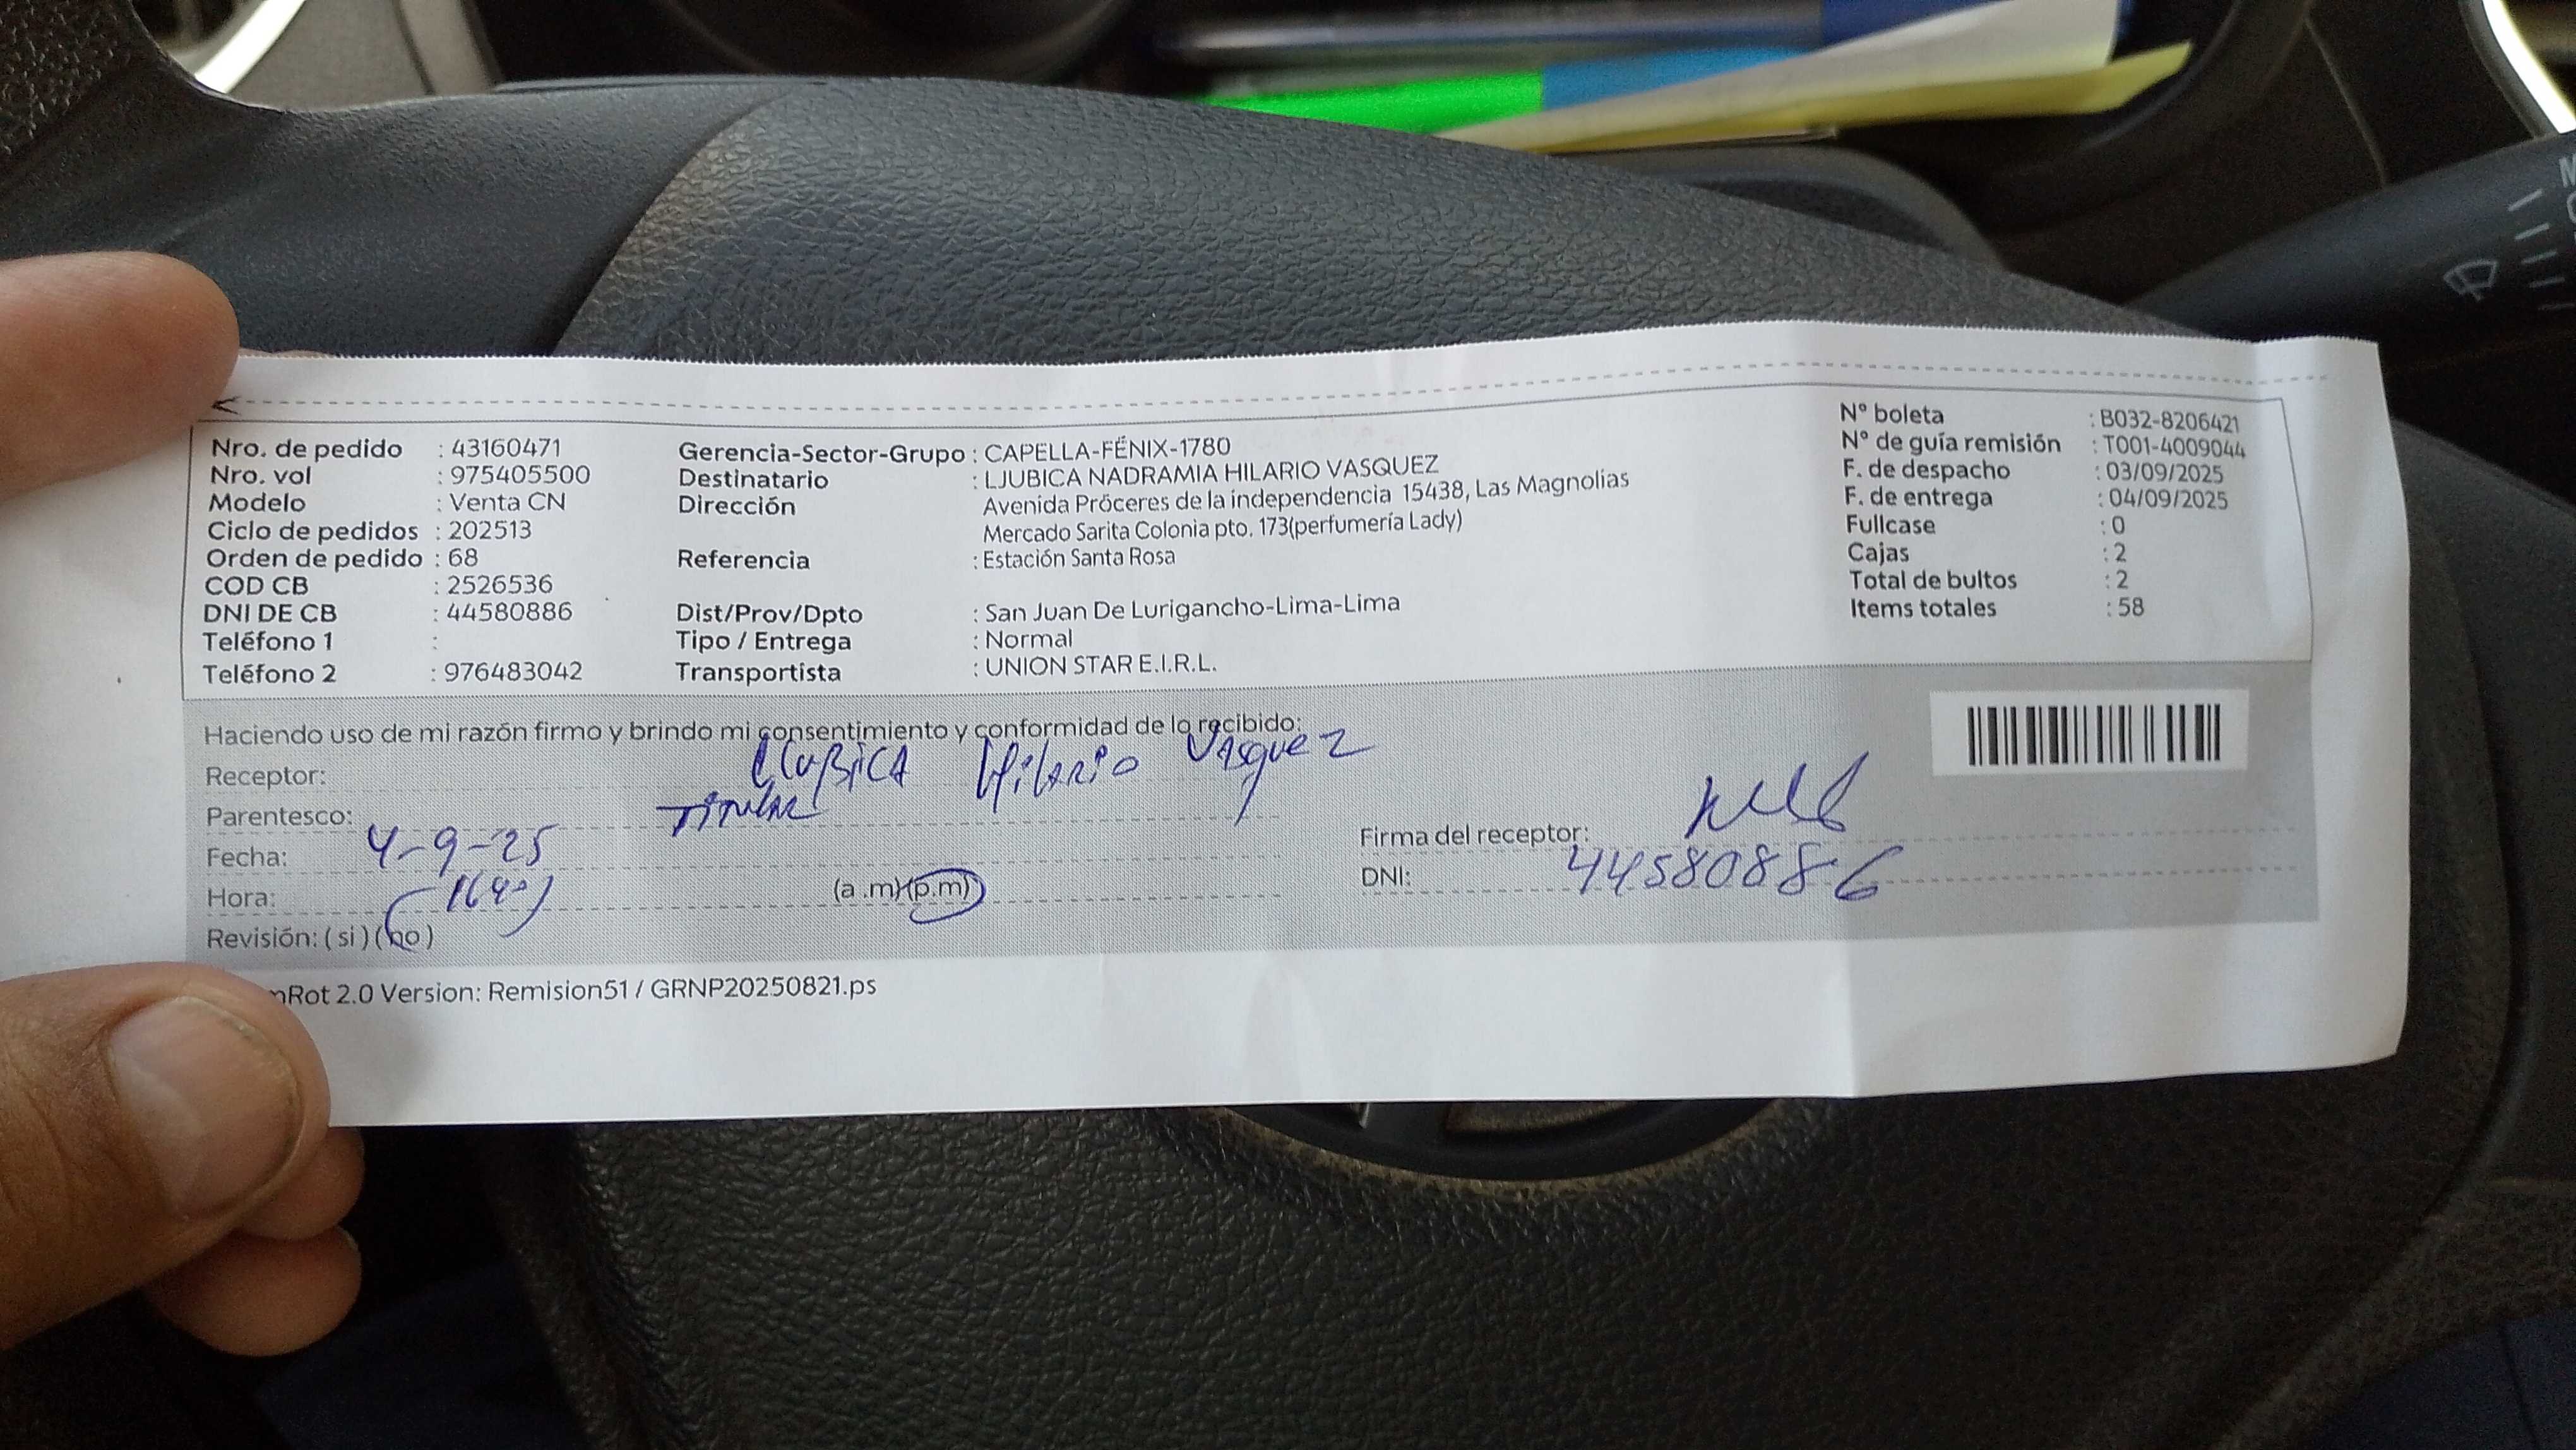 Nro. de pedido : 43160471
Nro. vol : 975405500
Modelo : Venta CN
Ciclo de pedidos : 202513
Orden de pedido : 68
COD CB : 2526536
DNI DE CB : 44580886
Teléfono 1 :
Teléfono 2 : 976483042
Gerencia-Sector-Grupo : CAPELLA-FÉNIX-1780
Destinatario : LJUBICA NADRAMIA HILARIO VASQUEZ
Dirección Avenida Próceres de la independencia 15438, Las Magnolias
Mercado Sarita Colonia pto. 173(perfumería Lady)
Referencia : Estación Santa Rosa
Dist/Prov/Dpto : San Juan De Lurigancho-Lima-Lima
Tipo / Entrega : Normal
Transportista : UNION STAR E.I.R.L.
N° boleta : B032-8206421
N° de guía remisión : T001-4009044
F. de despacho : 03/09/2025
F. de entrega : 04/09/2025
Fullcase : 0
Cajas : 2
Total de bultos : 2
Items totales : 58
Haciendo uso de mi razón firmo y brindo mi consentimiento y conformidad de lo recibido:
Receptor: Hilario Vasquez
Parentesco: Titular
Fecha: 4-9-25
Hora: (a .m)(p.m)
Revisión: ( si ) ( no )
Firma del receptor:
DNI: 44580886
mRot 2.0 Version: Remision51 / GRNP20250821.ps